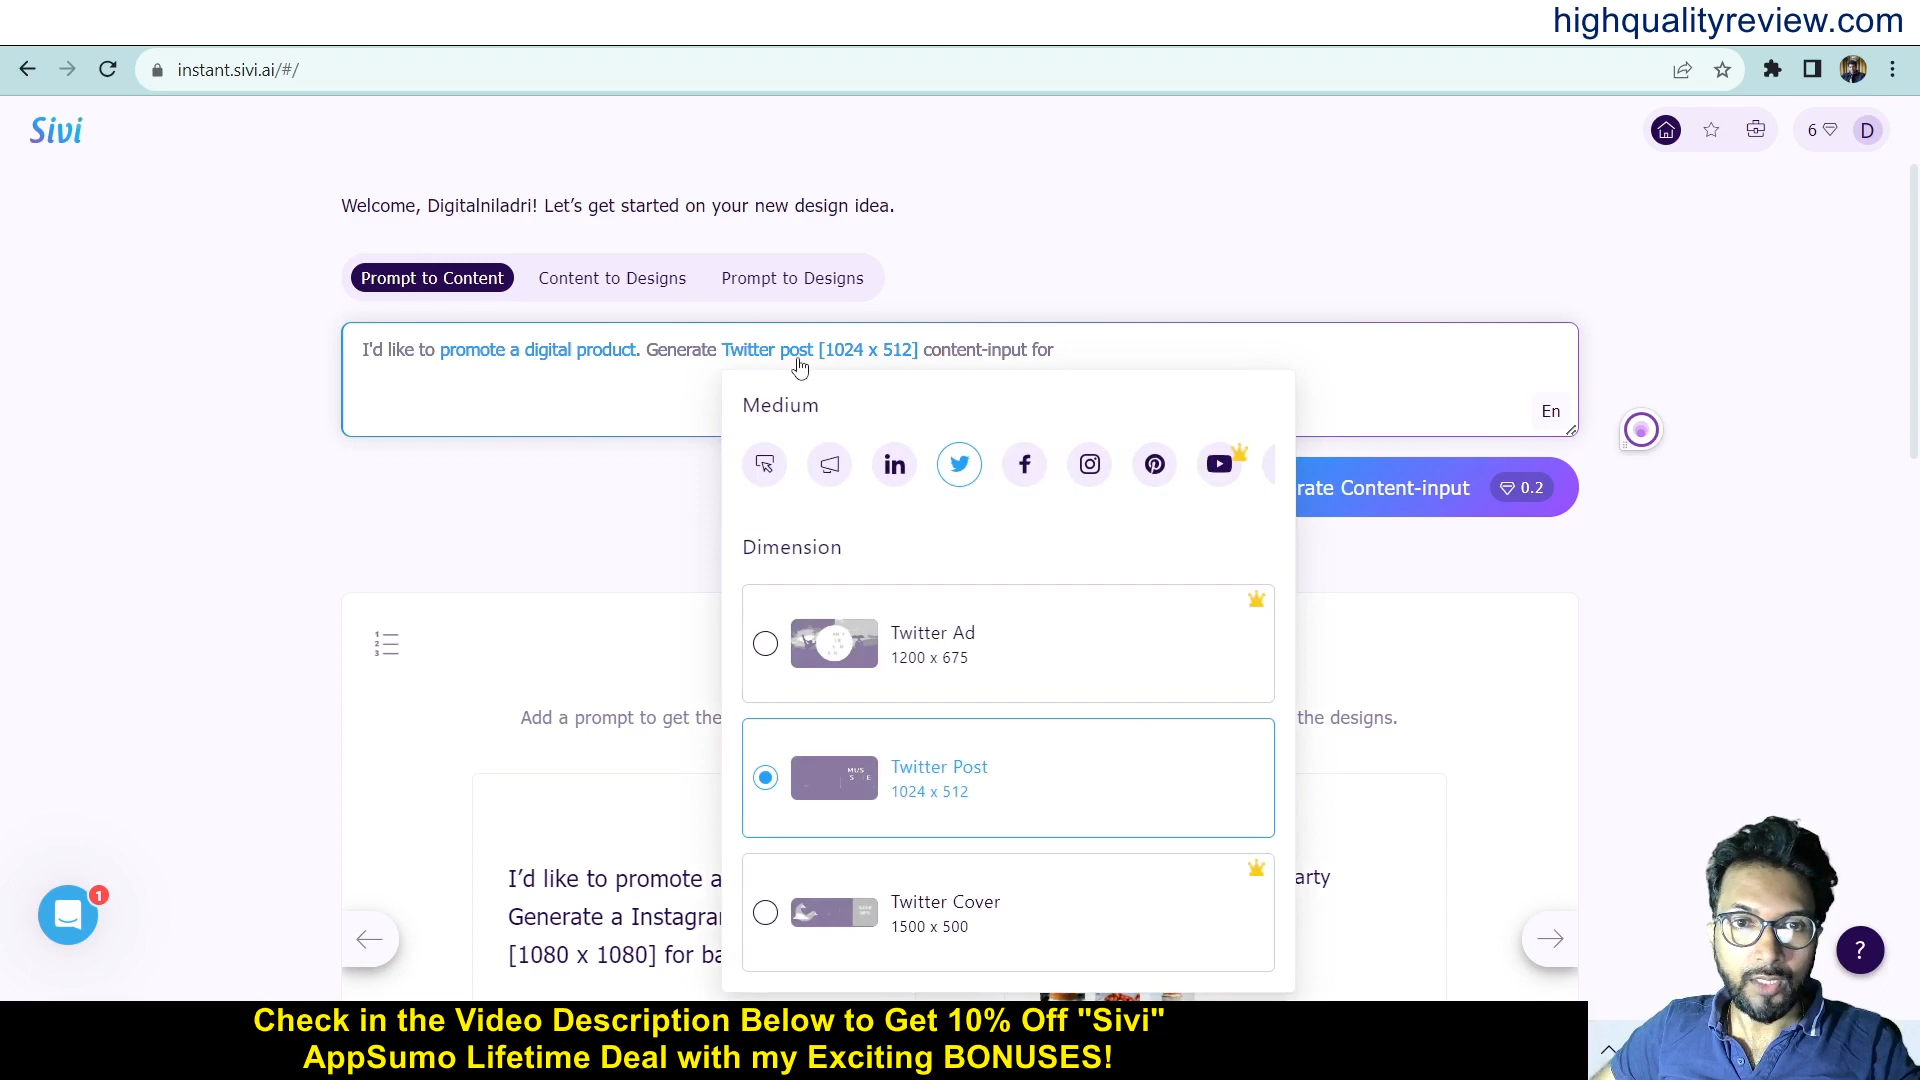 highqualityreview.com
instant.sivi.ai/#/
Sivi
6
D
Welcome, Digitalniladri! Let's get started on your new design idea.
Prompt to Content
Content to Designs
Prompt to Designs
I'd like to promote a digital product. Generate Twitter post [1024 x 512] content-input for
En
Medium
rate Content-input
0.2
Dimension
Twitter Ad
1200 x 675
1
2
3
Add a prompt to get the
the designs.
Twitter Post
1024 x 512
I'd like to promote a
arty
Generate a Instagra
[1080 x 1080] for ba
Twitter Cover
1500 x 500
1
?
Check in the Video Description Below to Get 10% Off "Sivi"
AppSumo Lifetime Deal with my Exciting BONUSES!